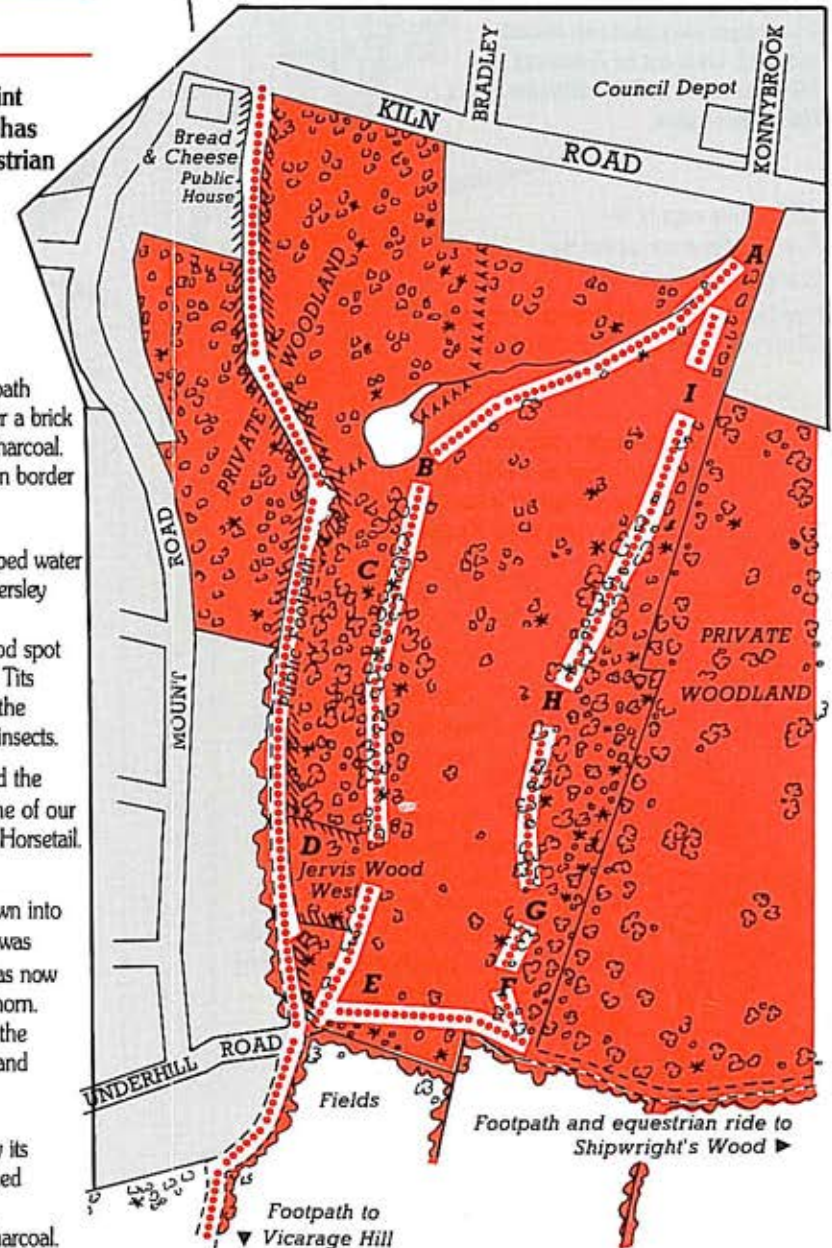 int
has
estrian
path
r a brick
harcoal.
n border
ped water
ersley
od spot
Tits
the
insects.
d the
ne of our
Horsetail.
wn into
was
as now
horn.
the
and
y its
ed
harcoal.
KILN ROAD
BRADLEY
Council Depot
KONNYBROOK
Bread
& Cheese
Public
House
PRIVATE WOODLAND
A
I
B
C
Public Footpath
MOUNT ROAD
PRIVATE
WOODLAND
H
D
Jervis Wood
West
G
F
E
UNDERHILL ROAD
Fields
Footpath and equestrian ride to
Shipwright's Wood ▶
Footpath to
▼ Vicarage Hill